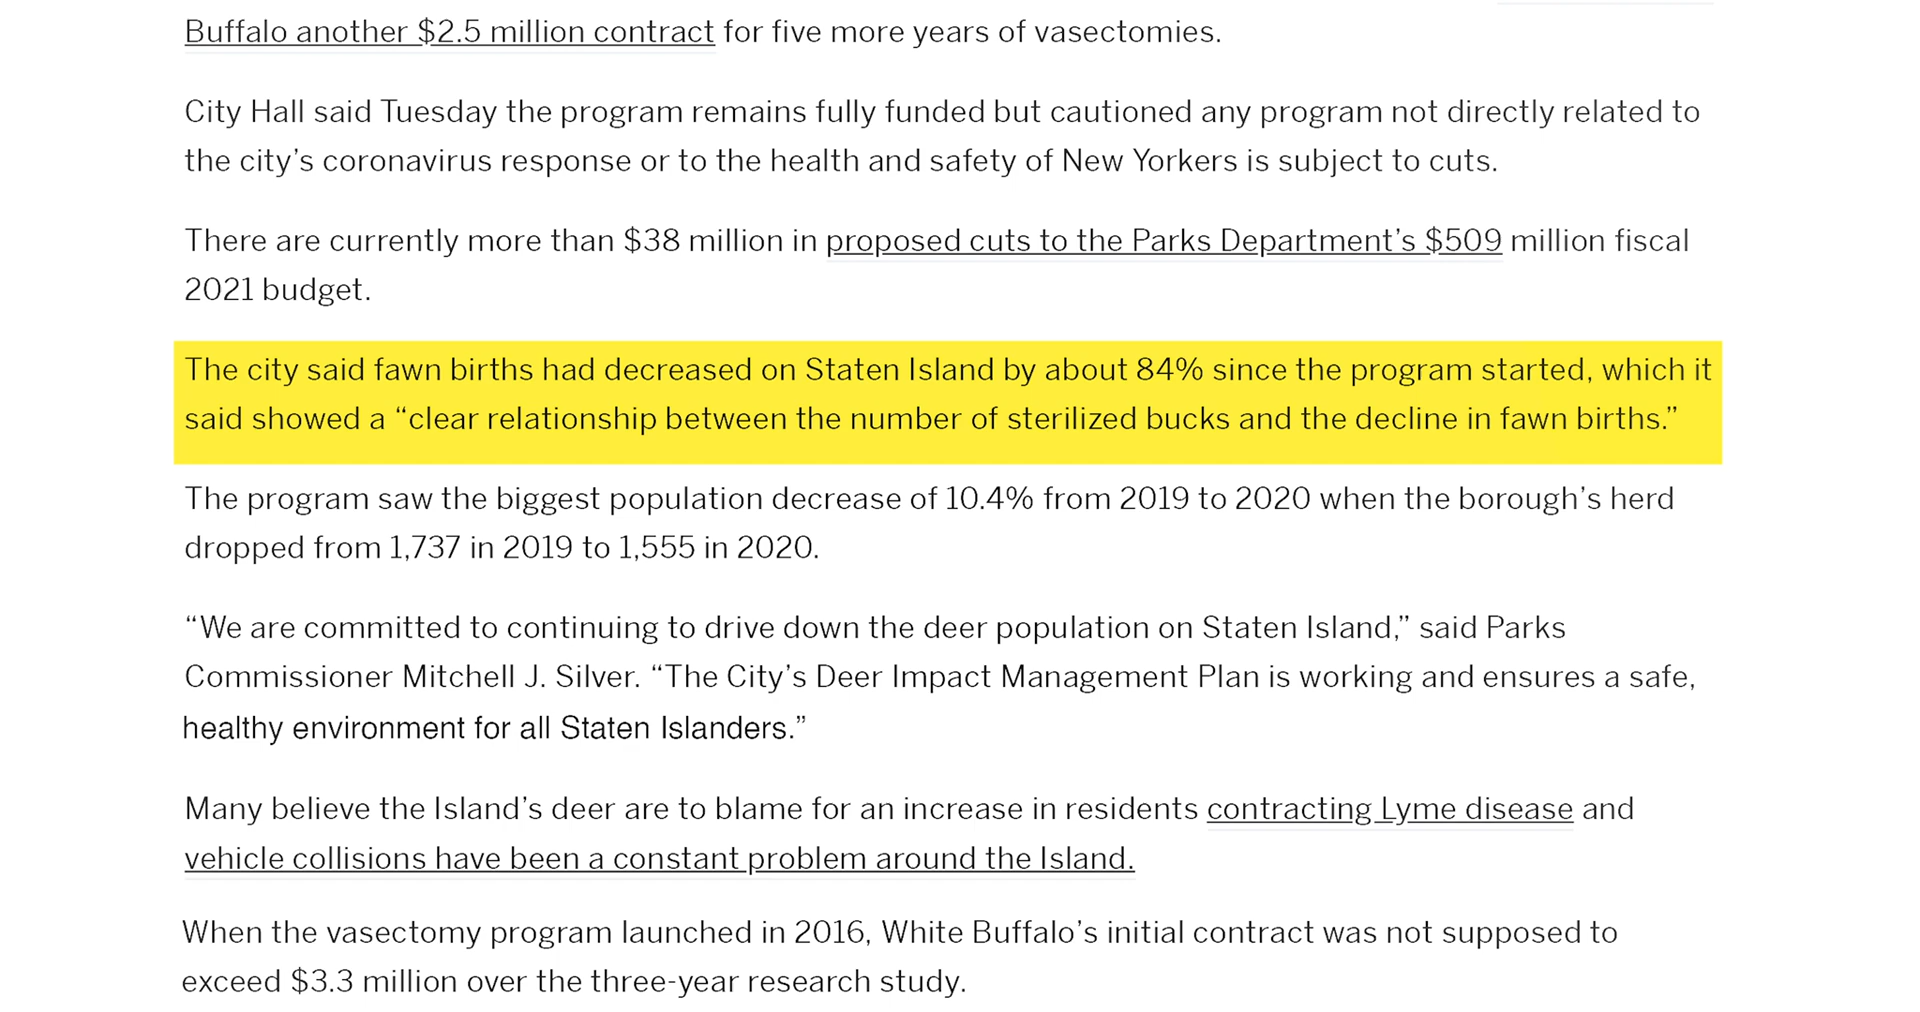 Buffalo another $2.5 million contract for five more years of vasectomies.
City Hall said Tuesday the program remains fully funded but cautioned any program not directly related to
the city’s coronavirus response or to the health and safety of New Yorkers is subject to cuts.
There are currently more than $38 million in proposed cuts to the Parks Department’s $509 million fiscal
2021 budget.
The city said fawn births had decreased on Staten Island by about 84% since the program started, which it
said showed a “clear relationship between the number of sterilized bucks and the decline in fawn births.”
The program saw the biggest population decrease of 10.4% from 2019 to 2020 when the borough’s herd
dropped from 1,737 in 2019 to 1,555 in 2020.
“We are committed to continuing to drive down the deer population on Staten Island,” said Parks
Commissioner Mitchell J. Silver. “The City’s Deer Impact Management Plan is working and ensures a safe,
healthy environment for all Staten Islanders.”
Many believe the Island’s deer are to blame for an increase in residents contracting Lyme disease and
vehicle collisions have been a constant problem around the Island.
When the vasectomy program launched in 2016, White Buffalo’s initial contract was not supposed to
exceed $3.3 million over the three-year research study.